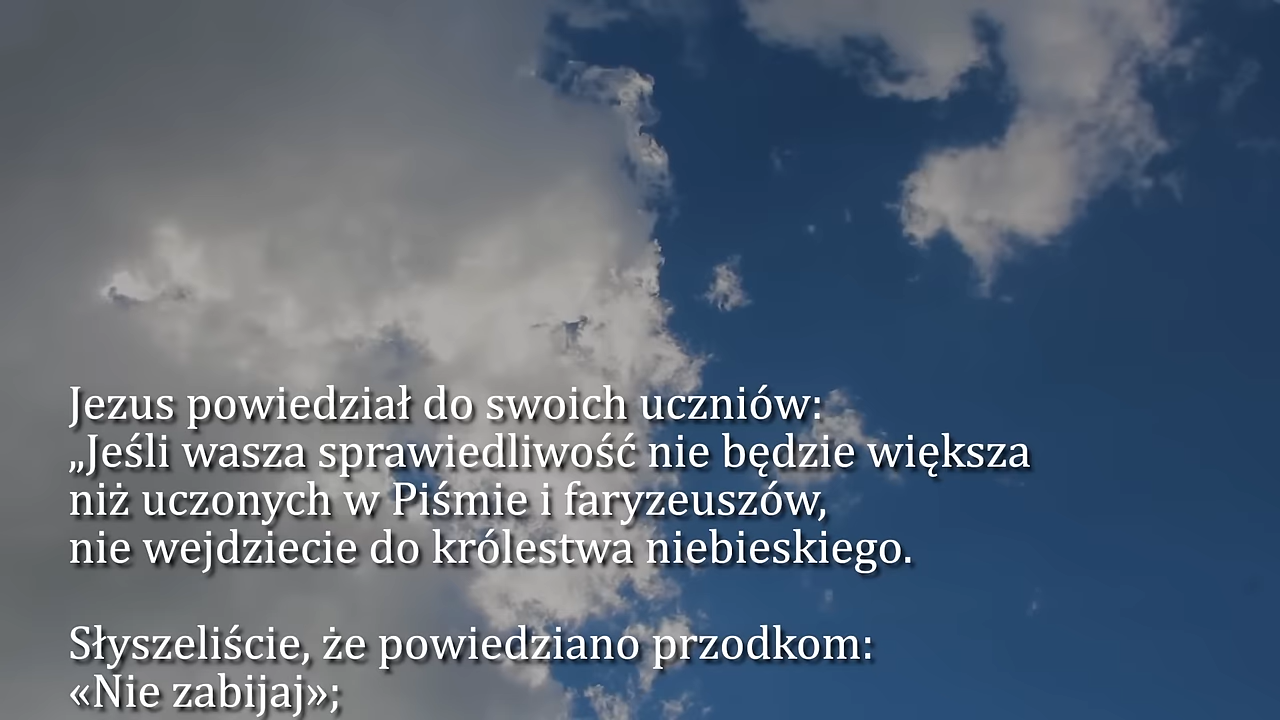 Jezus powiedział do swoich uczniów:
„Jeśli wasza sprawiedliwość nie będzie większa
niż uczonych w Piśmie i faryzeuszów,
nie wejdziecie do królestwa niebieskiego.
Słyszeliście, że powiedziano przodkom:
«Nie zabijaj»;